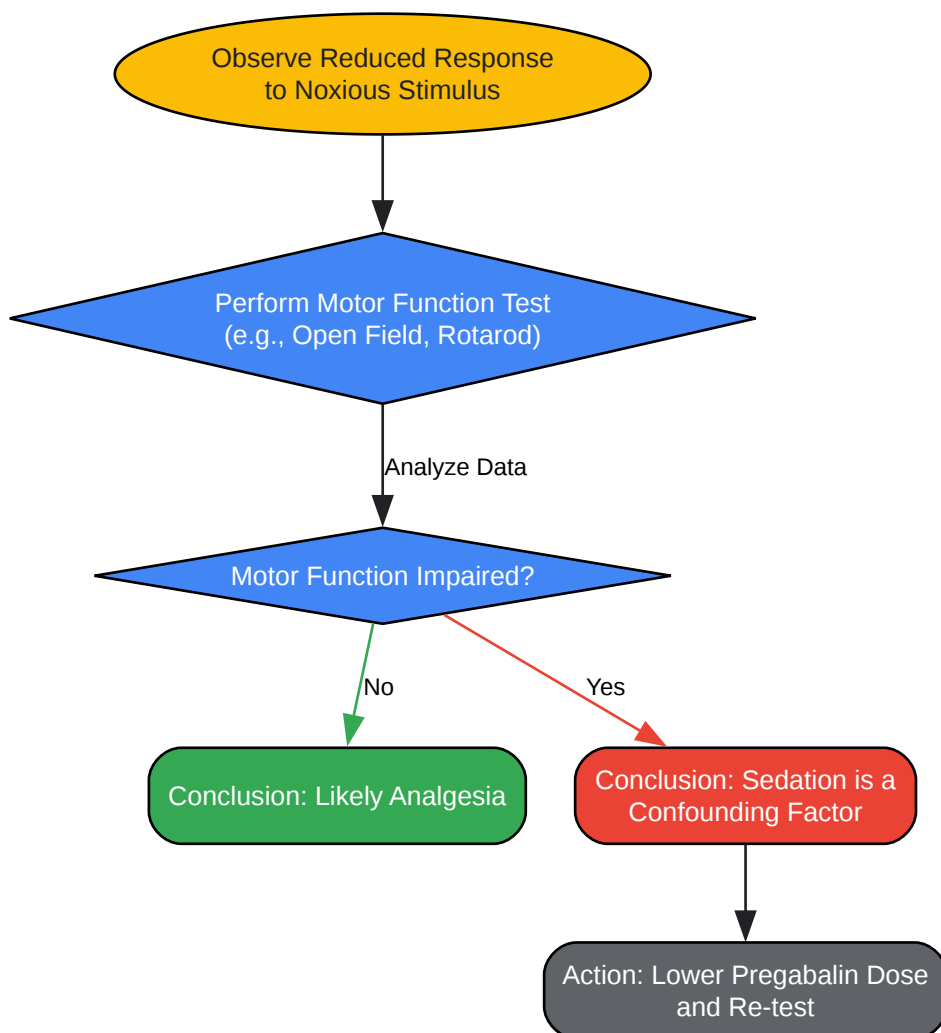 Observe Reduced Response
to Noxious Stimulus
Perform Motor Function Test
(e.g., Open Field, Rotarod)
Analyze Data
Motor Function Impaired?
No
Yes
Conclusion: Likely Analgesia
Conclusion: Sedation is a
Confounding Factor
Action: Lower Pregabalin Dose
and Re-test